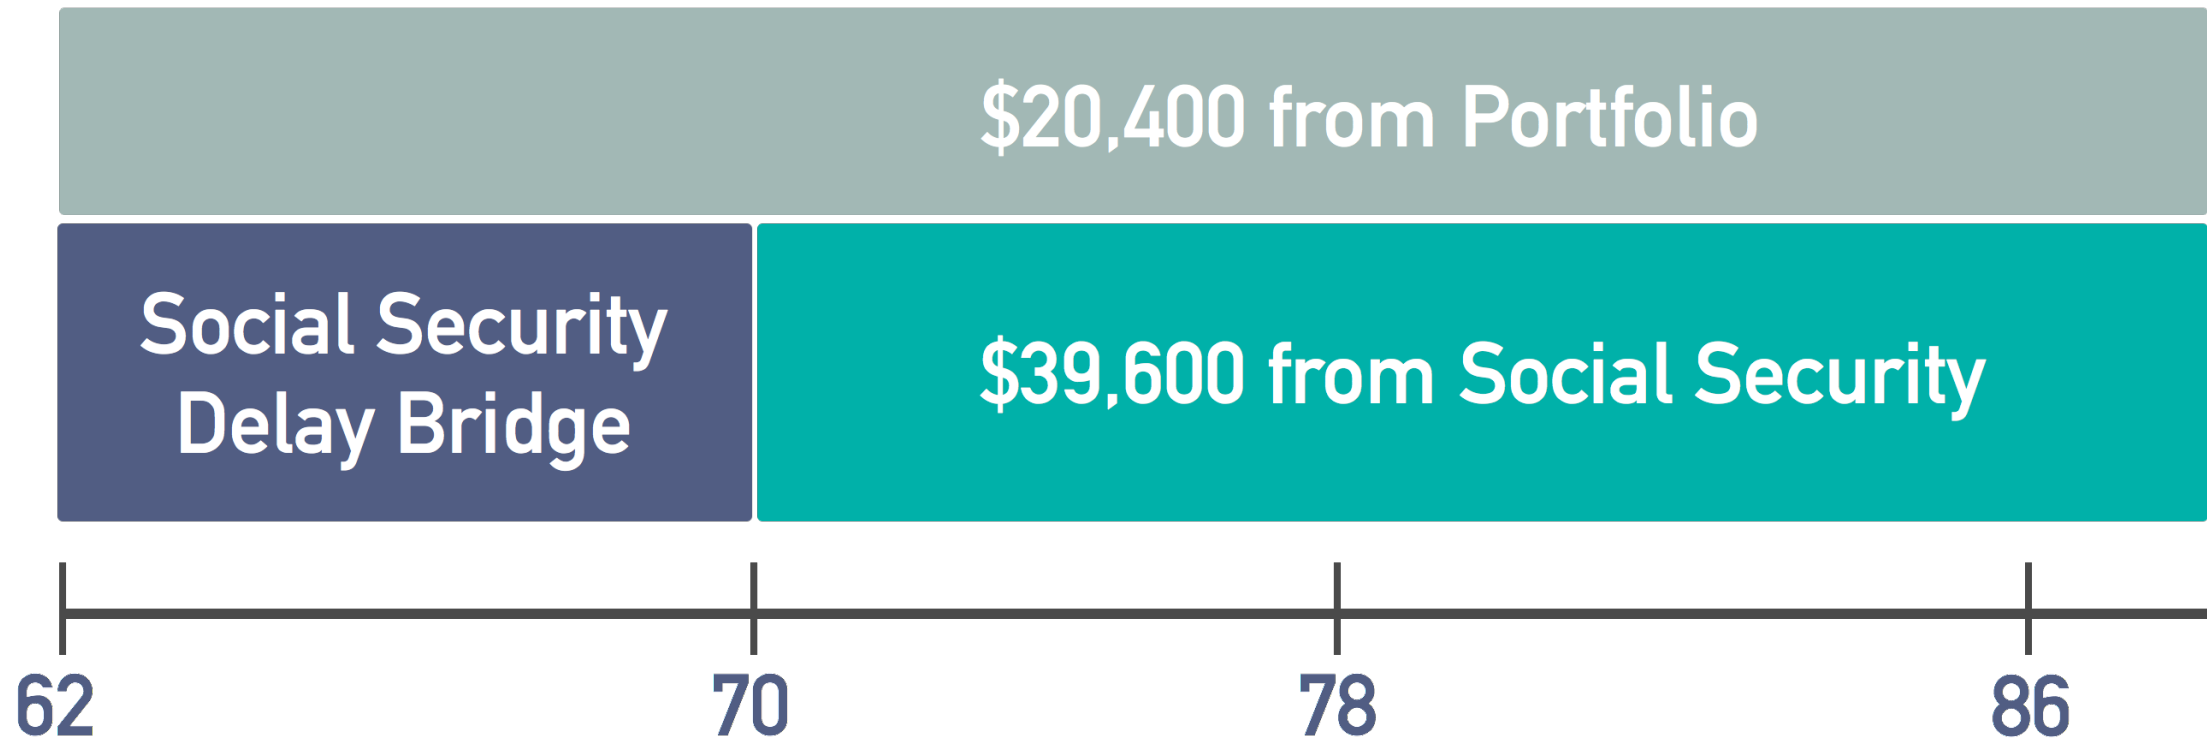 $20,400 from Portfolio
Social Security
Delay Bridge
$39,600 from Social Security
62
70
78
86